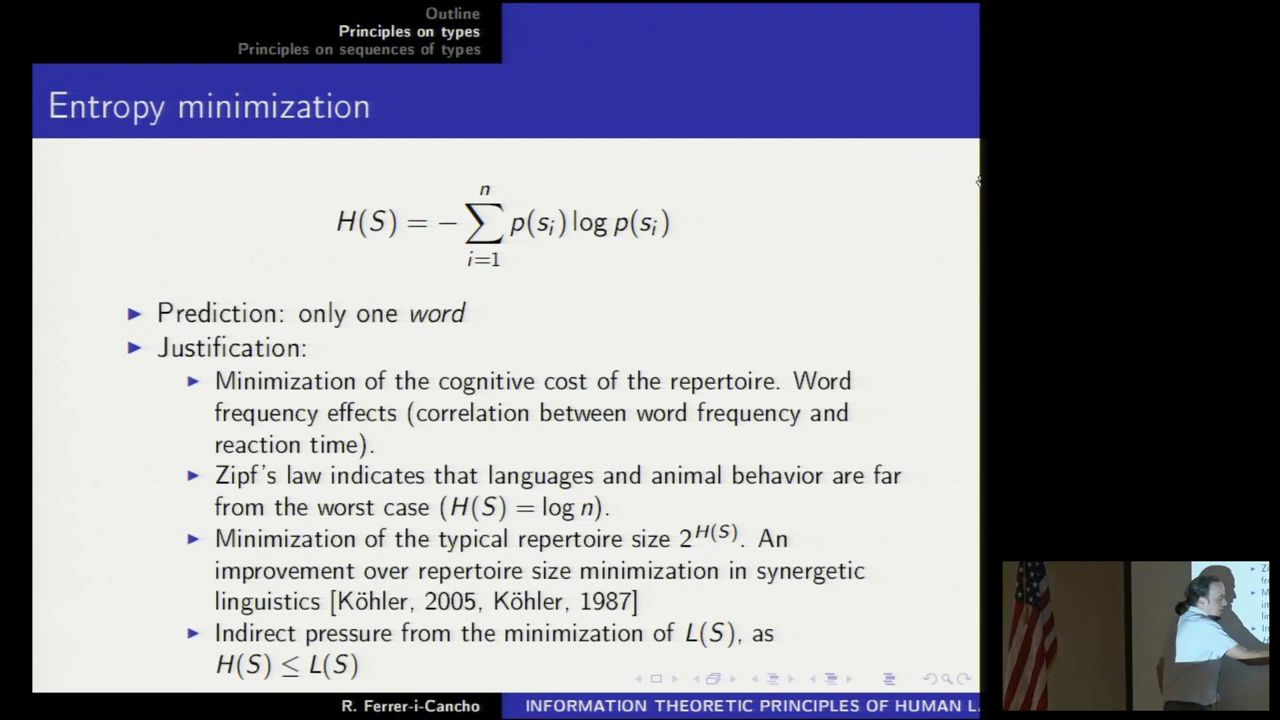 Outline
Principles on types
Principles on sequences of types
Entropy minimization
H(S) = − ∑ⁿᵢ₌₁ p(sᵢ) log p(sᵢ)
▶ Prediction: only one word
▶ Justification:
▶ Minimization of the cognitive cost of the repertoire. Word
frequency effects (correlation between word frequency and
reaction time).
▶ Zipf's law indicates that languages and animal behavior are far
from the worst case (H(S) = log n).
▶ Minimization of the typical repertoire size 2^H(S). An
improvement over repertoire size minimization in synergetic
linguistics [Köhler, 2005, Köhler, 1987]
▶ Indirect pressure from the minimization of L(S), as
H(S) ≤ L(S)
R. Ferrer-i-Cancho
INFORMATION THEORETIC PRINCIPLES OF HUMAN L